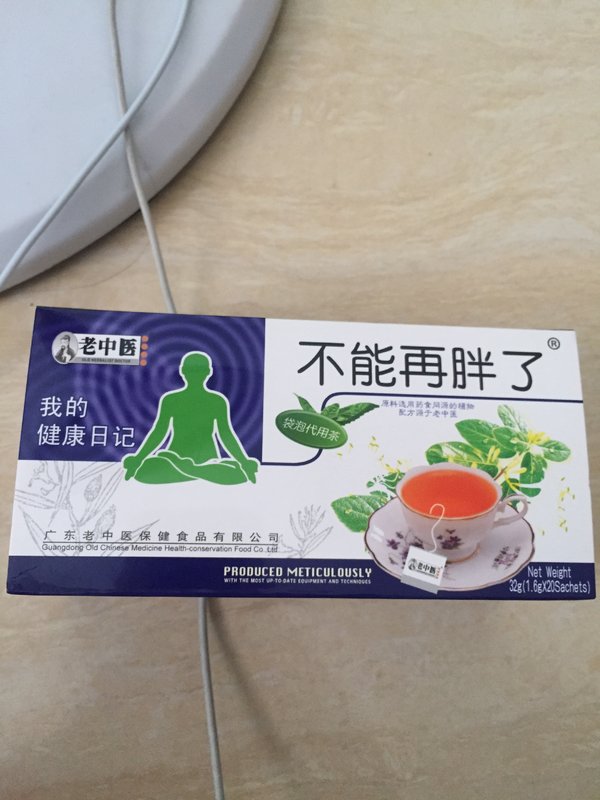 老中医
OLD HERBALIST DOCTOR
我的
健康日记
不能再胖了®
原料选用药食同源的植物
配方源于老中医
袋泡代用茶
广东老中医保健食品有限公司
Guangdong Old Chinese Medicine Health-conservation Food Co. Ltd
老中医
PRODUCED METICULOUSLY
WITH THE MOST UP-TO-DATE EQUIPMENT AND TECHNIQUES
Net Weight
32g(1.6gX20Sachets)